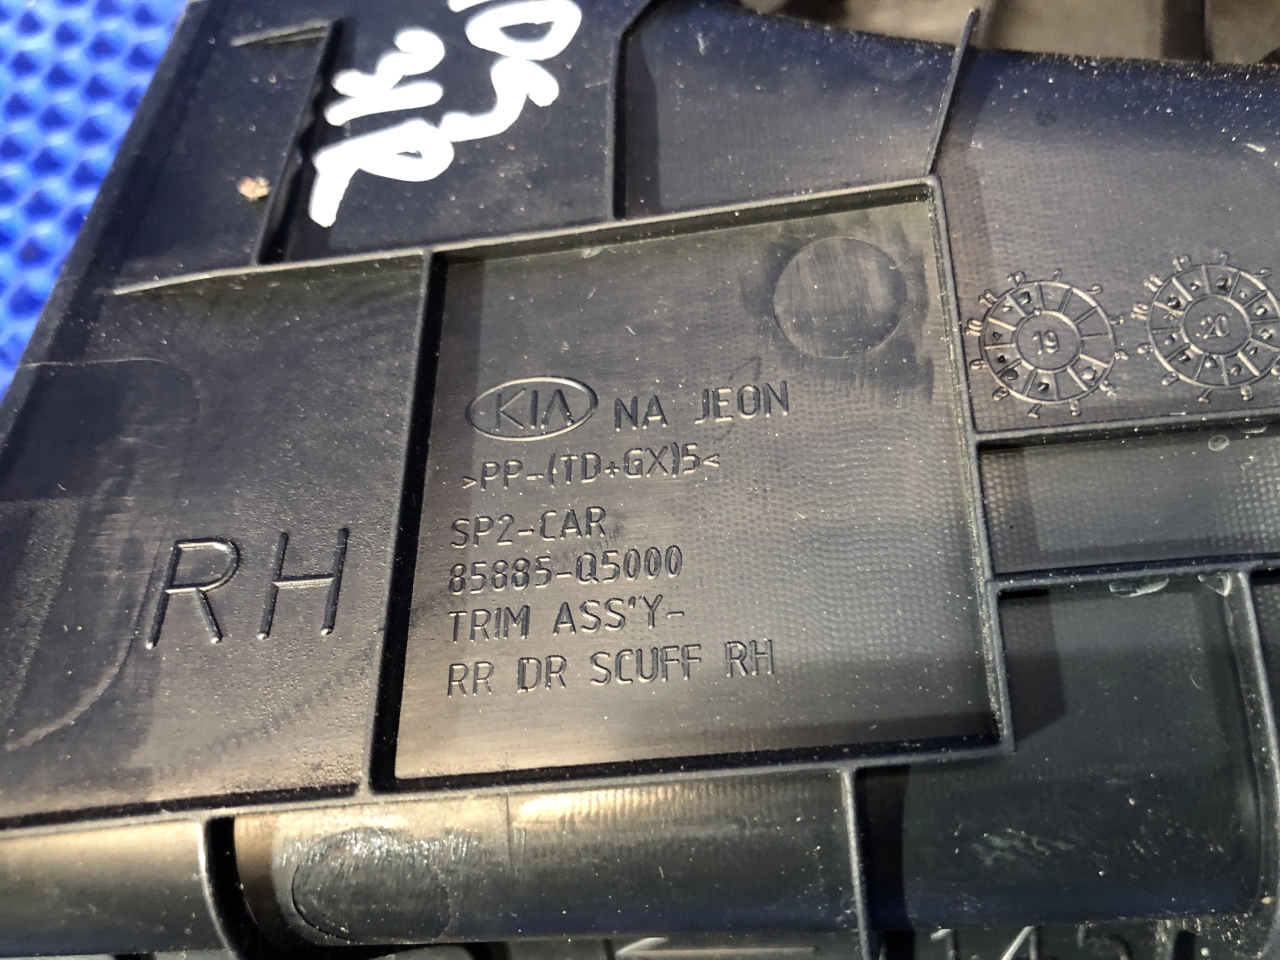 KIA NA JEON
>PP-(TD+GX)5<
SP2-CAR
85885-Q5000
TRIM ASS'Y-
RR DR SCUFF RH
RH
19
20